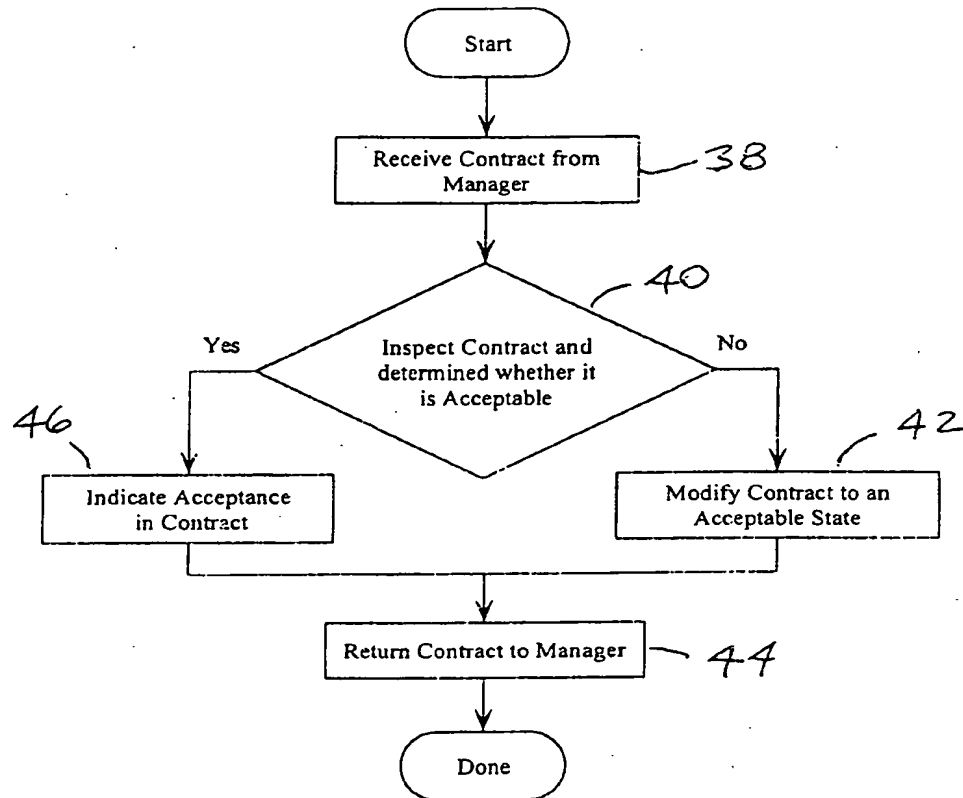 Start
Receive Contract from
Manager
38
40
Yes
Inspect Contract and
determined whether it
is Acceptable
No
46
42
Indicate Acceptance
in Contract
Modify Contract to an
Acceptable State
Return Contract to Manager
44
Done